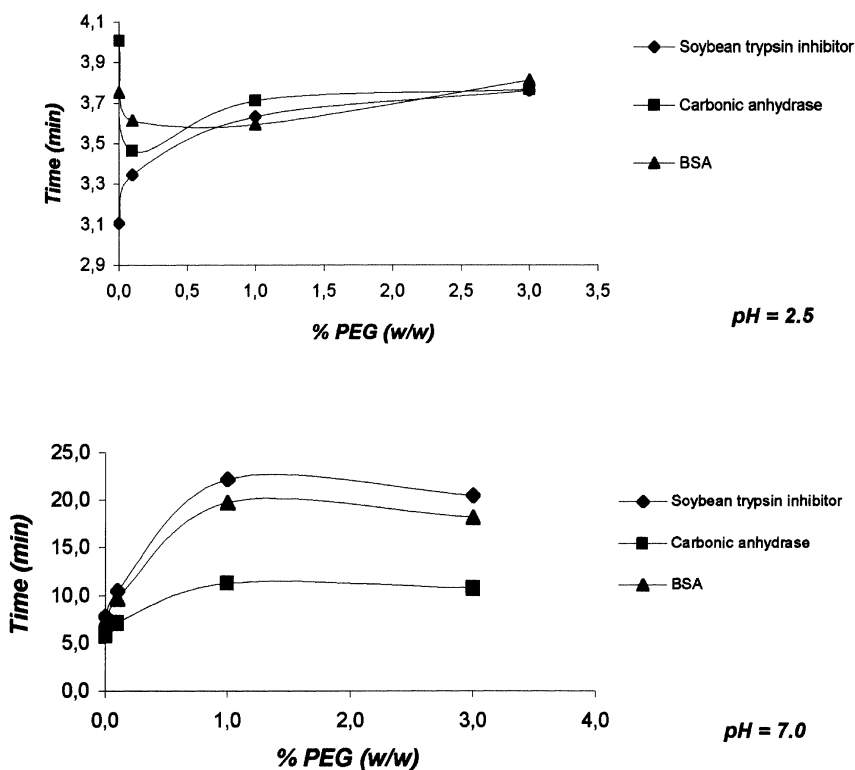 4,1
3,9
3,7
3,5
3,3
3,1
2,9
Time (min)
0,0 0,5 1,0 1,5 2,0 2,5 3,0 3,5
% PEG (w/w)
Soybean trypsin inhibitor
Carbonic anhydrase
BSA
pH = 2.5
25,0
20,0
15,0
10,0
5,0
0,0
Time (min)
0,0 1,0 2,0 3,0 4,0
% PEG (w/w)
Soybean trypsin inhibitor
Carbonic anhydrase
BSA
pH = 7.0